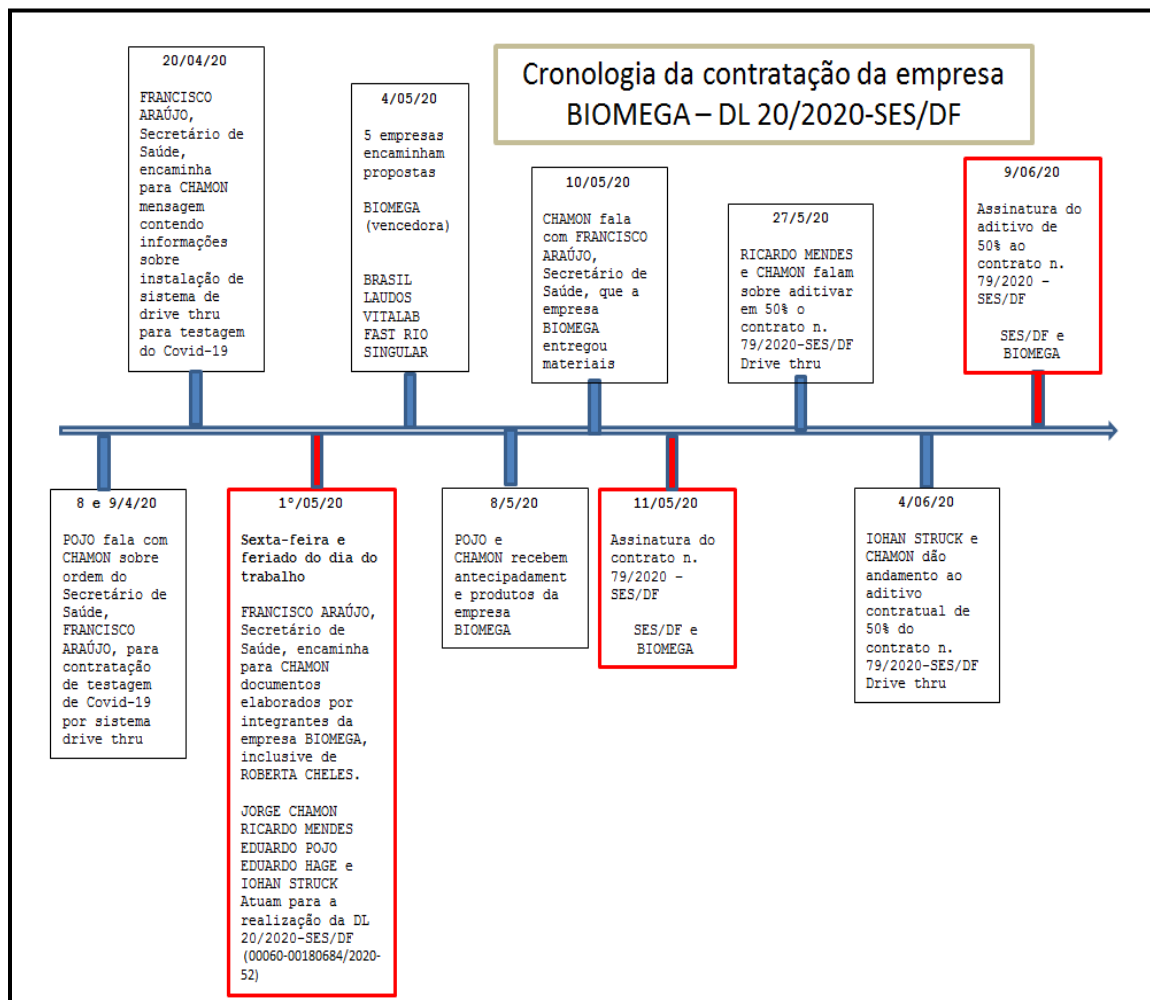 Cronologia da contratação da empresa
BIOMEGA – DL 20/2020-SES/DF
20/04/20
FRANCISCO
ARAÚJO,
Secretário de
Saúde,
encaminha
para CHAMON
mensagem
contendo
informações
sobre
instalação de
sistema de
drive thru
para testagem
do Covid-19
4/05/20
5 empresas
encaminham
propostas
BIOMEGA
(vencedora)
BRASIL
LAUDOS
VITALAB
FAST RIO
SINGULAR
10/05/20
CHAMON fala
com FRANCISCO
ARAÚJO,
Secretário de
Saúde, que a
empresa
BIOMEGA
entregou
materiais
27/5/20
RICARDO MENDES
e CHAMON falam
sobre aditivar
em 50% o
contrato n.
79/2020-SES/DF
Drive thru
9/06/20
Assinatura do
aditivo de
50% ao
contrato n.
79/2020 –
SES/DF
SES/DF e
BIOMEGA
8 e 9/4/20
POJO fala com
CHAMON sobre
ordem do
Secretário de
Saúde,
FRANCISCO
ARAÚJO, para
contratação
de testagem
de Covid-19
por sistema
drive thru
1º/05/20
Sexta-feira e
feriado do dia do
trabalho
FRANCISCO ARAÚJO,
Secretário de
Saúde, encaminha
para CHAMON
documentos
elaborados por
integrantes da
empresa BIOMEGA,
inclusive de
ROBERTA CHELES.
JORGE CHAMON
RICARDO MENDES
EDUARDO POJO
EDUARDO HAGE e
IOHAN STRUCK
Atuam para a
realização da DL
20/2020-SES/DF
(00060-00180684/2020-
52)
8/5/20
POJO e
CHAMON recebem
antecipadament
e produtos da
empresa
BIOMEGA
11/05/20
Assinatura do
contrato n.
79/2020 –
SES/DF
SES/DF e
BIOMEGA
4/06/20
IOHAN STRUCK e
CHAMON dão
andamento ao
aditivo
contratual de
50% do
contrato n.
79/2020-SES/DF
Drive thru